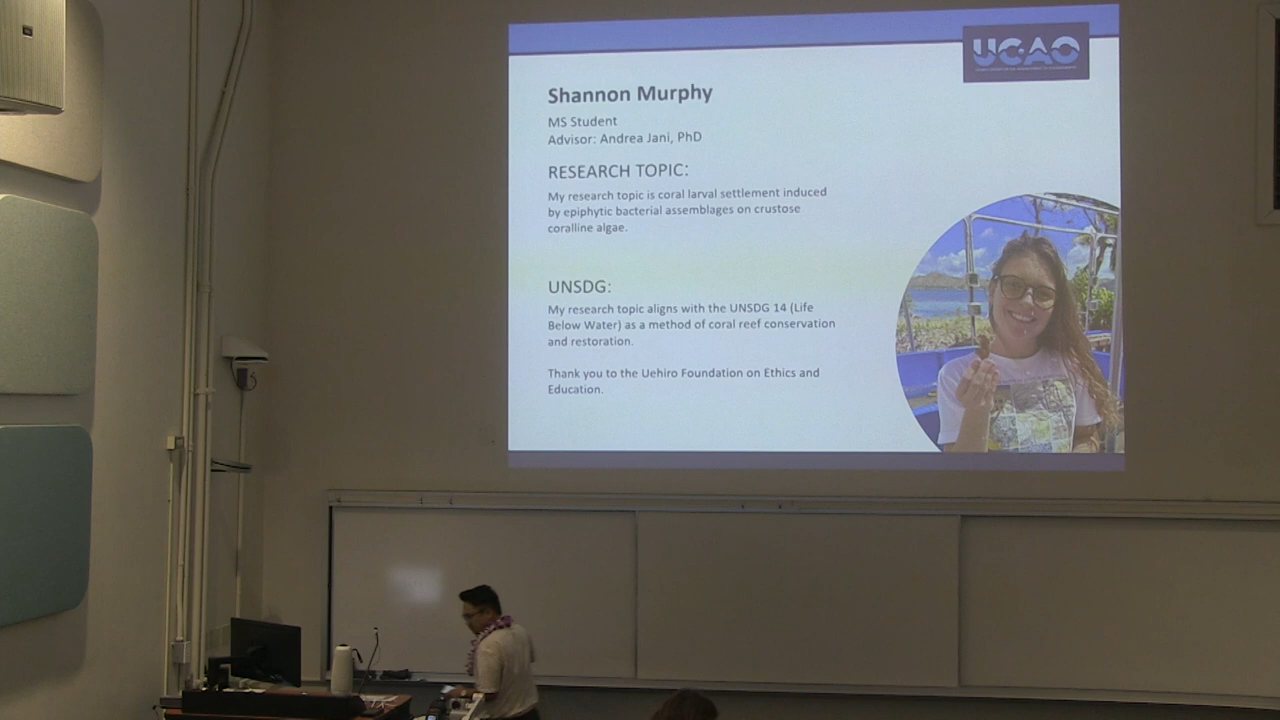 UCAO
Shannon Murphy
MS Student
Advisor: Andrea Jani, PhD
RESEARCH TOPIC:
My research topic is coral larval settlement induced
by epiphytic bacterial assemblages on crustose
coralline algae.
UNSDG:
My research topic aligns with the UNSDG 14 (Life
Below Water) as a method of coral reef conservation
and restoration.
Thank you to the Uehiro Foundation on Ethics and
Education.